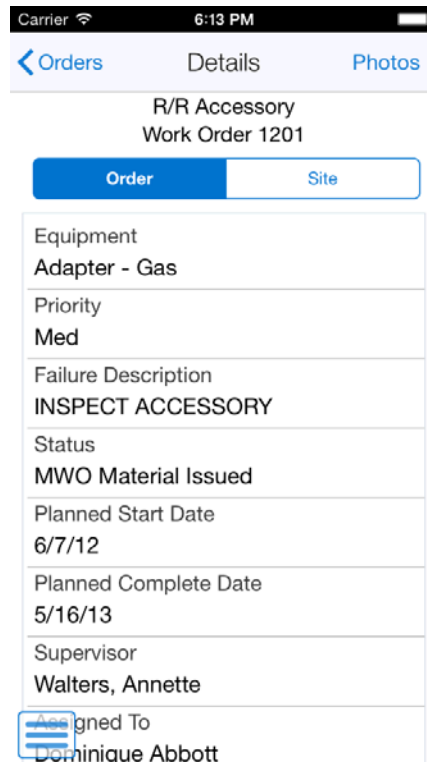 Carrier 6:13 PM
Orders Details Photos
R/R Accessory
Work Order 1201
Order Site
Equipment
Adapter - Gas
Priority
Med
Failure Description
INSPECT ACCESSORY
Status
MWO Material Issued
Planned Start Date
6/7/12
Planned Complete Date
5/16/13
Supervisor
Walters, Annette
Assigned To
Dominique Abbott